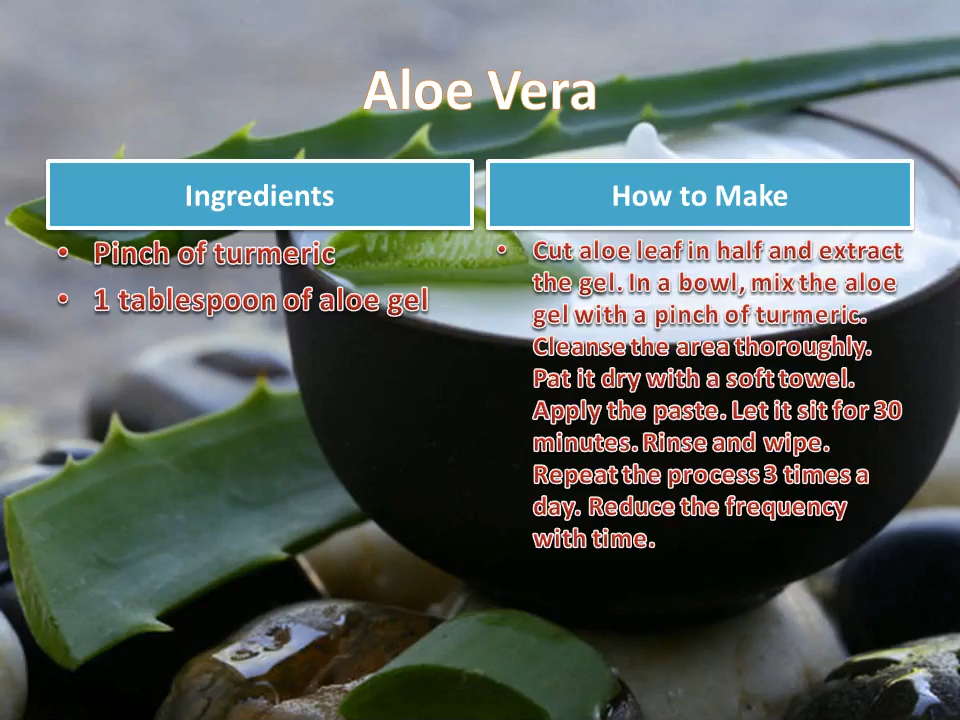 Aloe Vera
Ingredients
How to Make
• Pinch of turmeric
• 1 tablespoon of aloe gel
• Cut aloe leaf in half and extract
the gel. In a bowl, mix the aloe
gel with a pinch of turmeric.
Cleanse the area thoroughly.
Pat it dry with a soft towel.
Apply the paste. Let it sit for 30
minutes. Rinse and wipe.
Repeat the process 3 times a
day. Reduce the frequency
with time.